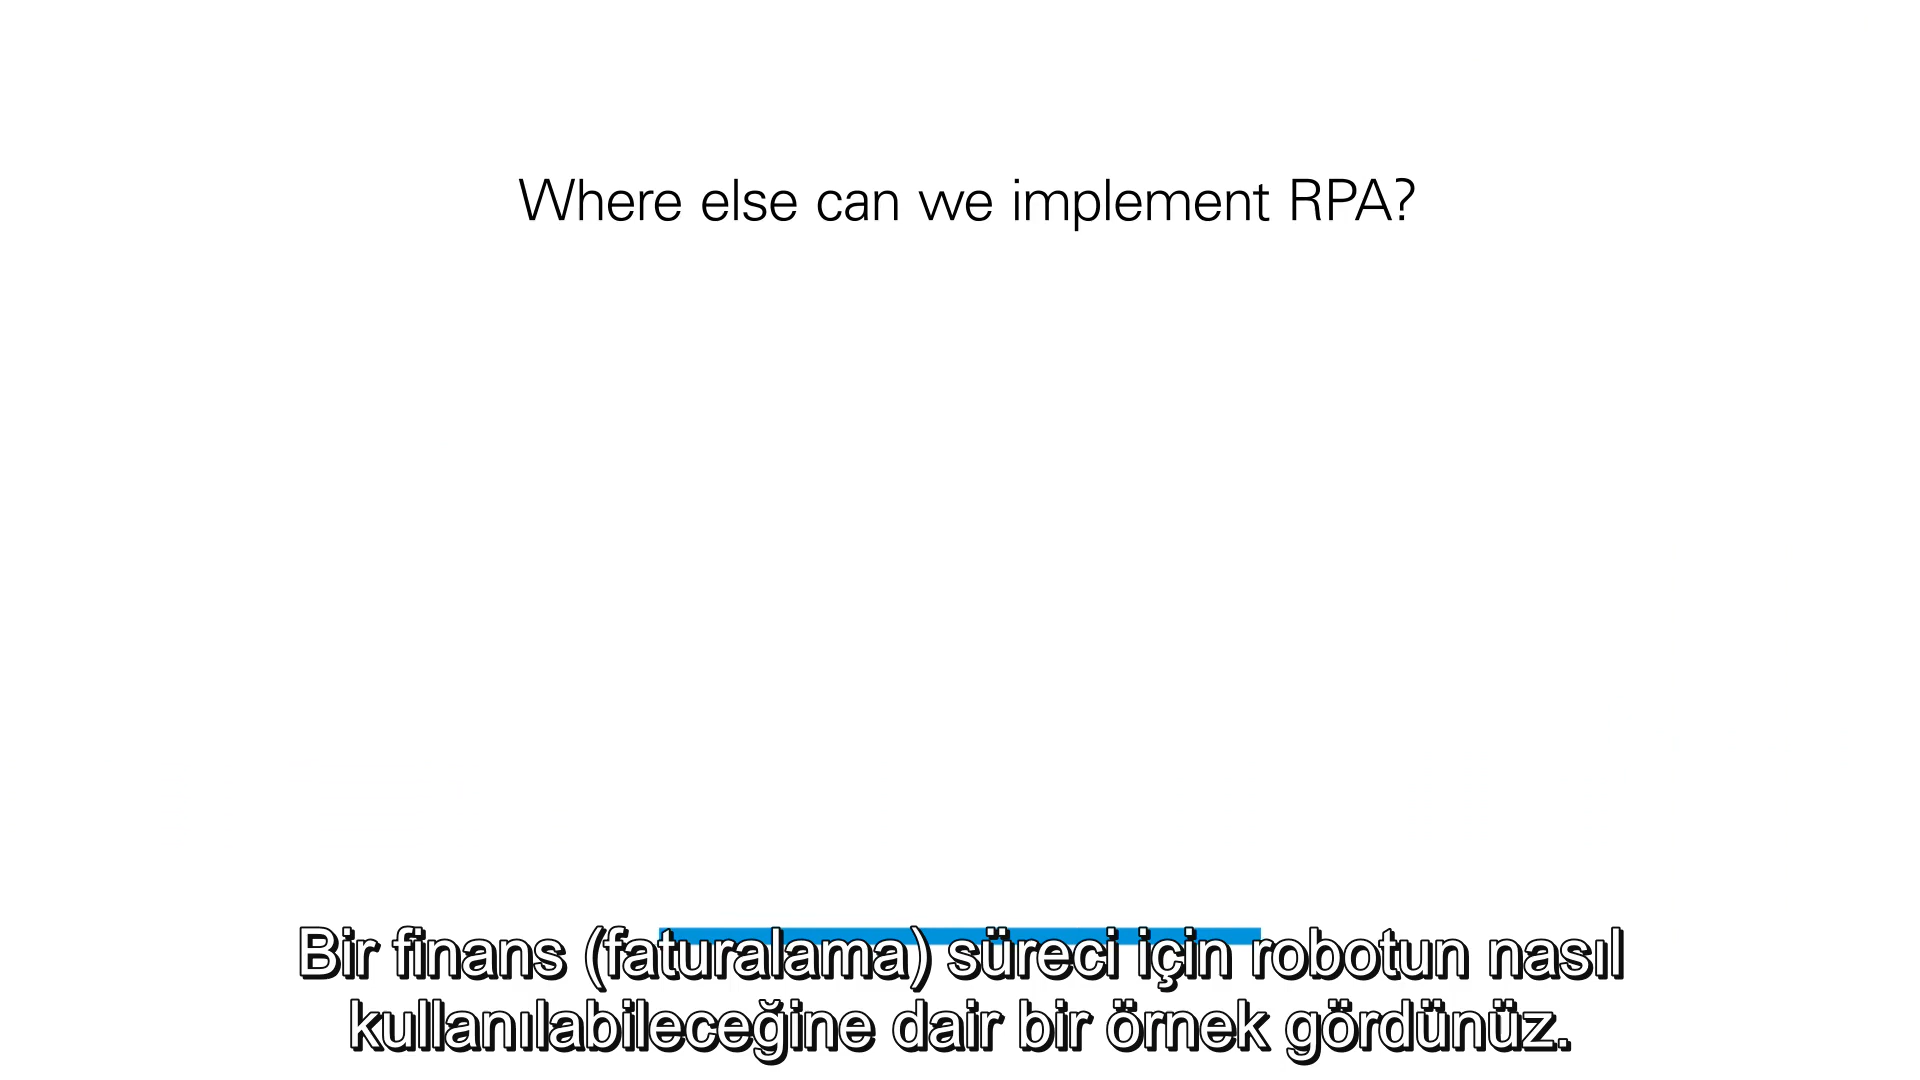 Where else can we implement RPA?
Bir finans (faturalama) süreci için robotun nasıl
kullanılabileceğine dair bir örnek gördünüz.